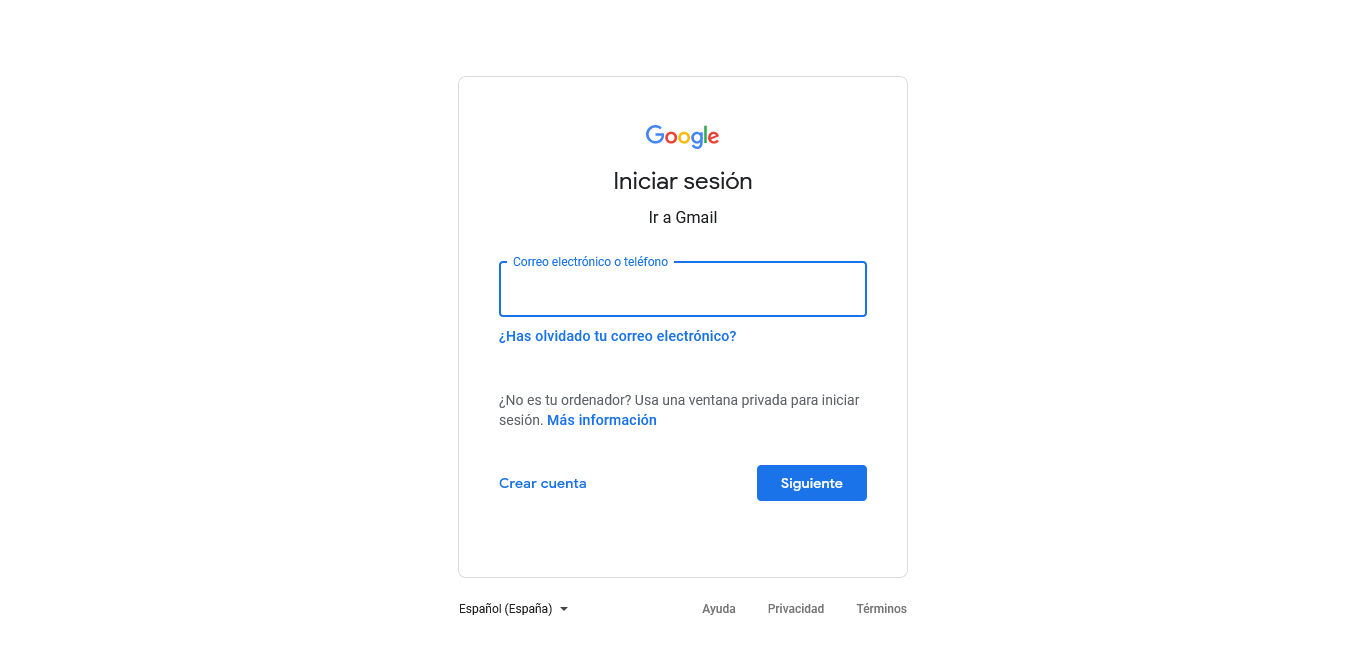 Google
Iniciar sesión
Ir a Gmail
Correo electrónico o teléfono
¿Has olvidado tu correo electrónico?
¿No es tu ordenador? Usa una ventana privada para iniciar
sesión. Más información
Crear cuenta
Siguiente
Español (España)
Ayuda
Privacidad
Términos